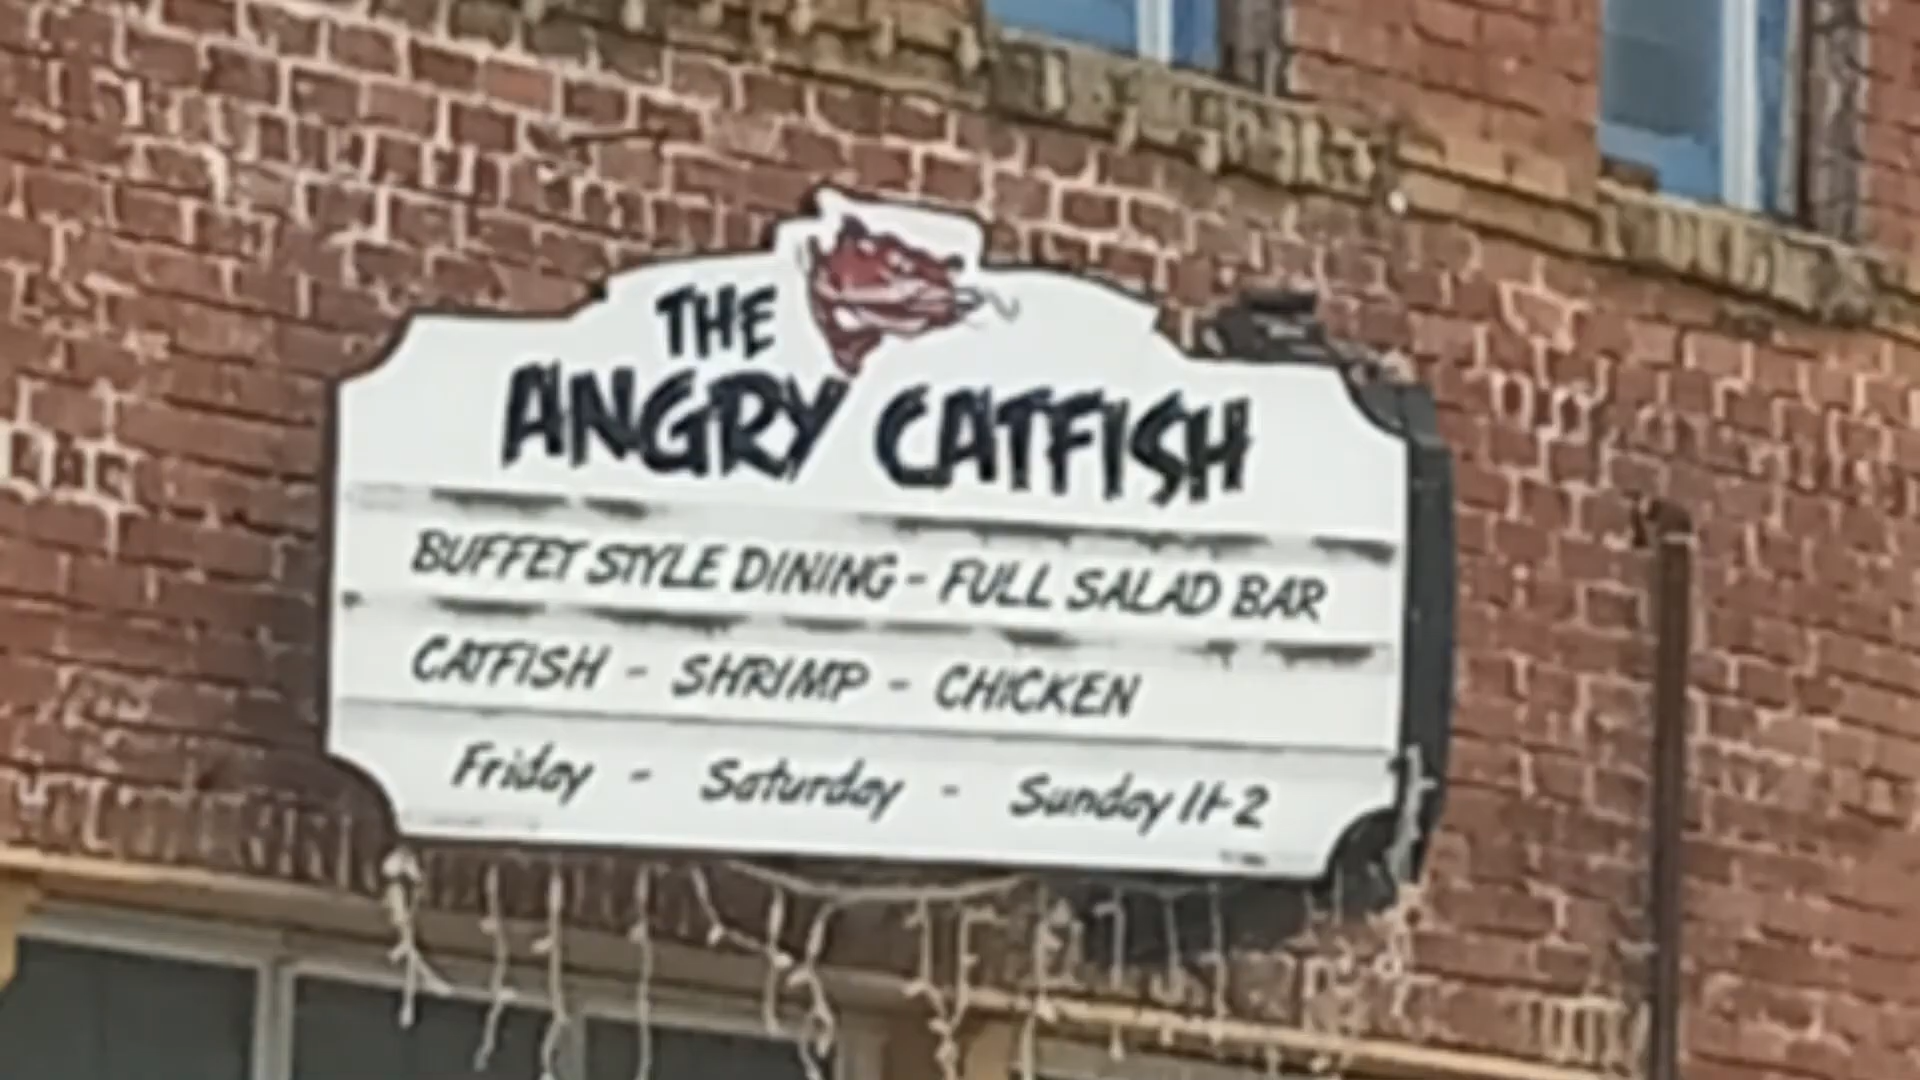 THE
ANGRY CATFISH
BUFFET STYLE DINING - FULL SALAD BAR
CATFISH - SHRIMP - CHICKEN
Friday - Saturday - Sunday 11-2